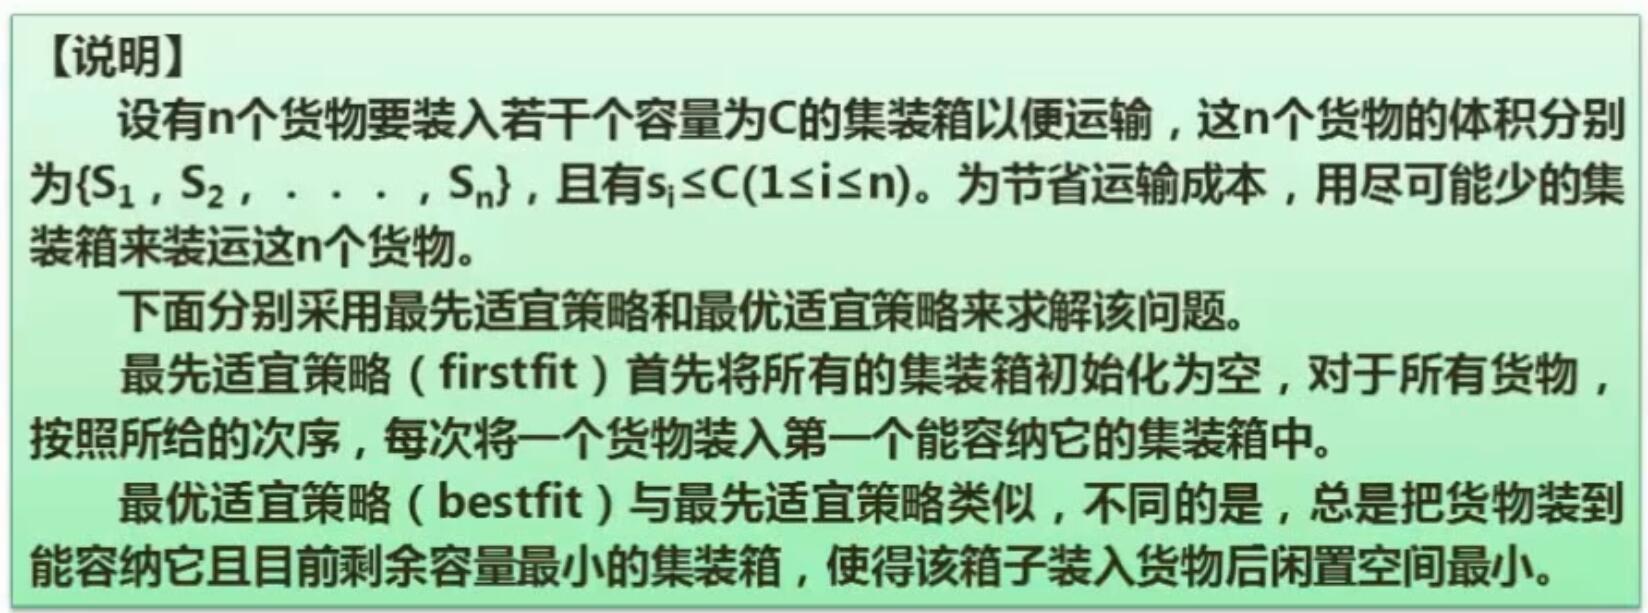 【说明】
设有n个货物要装入若干个容量为C的集装箱以便运输，这n个货物的体积分别
为{S₁，S₂，．．．，Sₙ}，且有sᵢ≤C(1≤i≤n)。为节省运输成本，用尽可能少的集
装箱来装运这n个货物。
下面分别采用最先适宜策略和最优适宜策略来求解该问题。
最先适宜策略（firstfit）首先将所有的集装箱初始化为空，对于所有货物，
按照所给的次序，每次将一个货物装入第一个能容纳它的集装箱中。
最优适宜策略（bestfit）与最先适宜策略类似，不同的是，总是把货物装到
能容纳它且目前剩余容量最小的集装箱，使得该箱子装入货物后闲置空间最小。